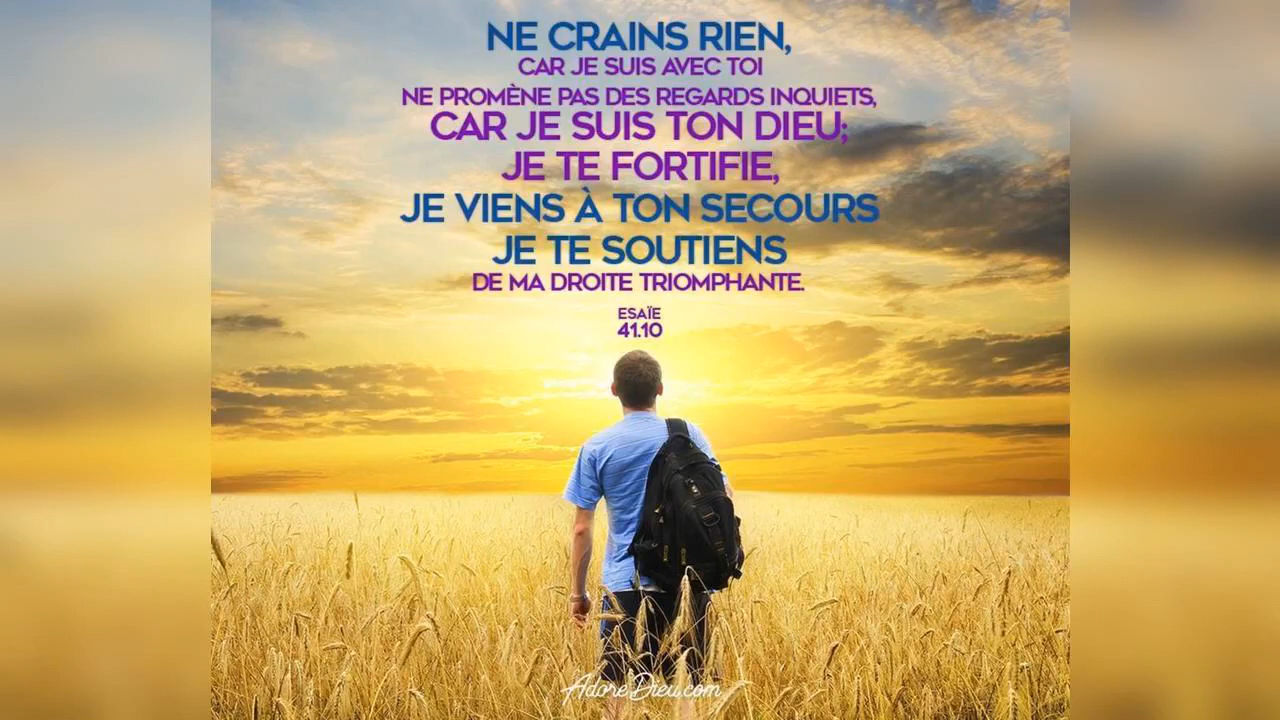 NE CRAINS RIEN,
CAR JE SUIS AVEC TOI
NE PROMÈNE PAS DES REGARDS INQUIETS,
CAR JE SUIS TON DIEU;
JE TE FORTIFIE,
JE VIENS À TON SECOURS
JE TE SOUTIENS
DE MA DROITE TRIOMPHANTE.
ESAÏE
41.10
AdoreDieu.com